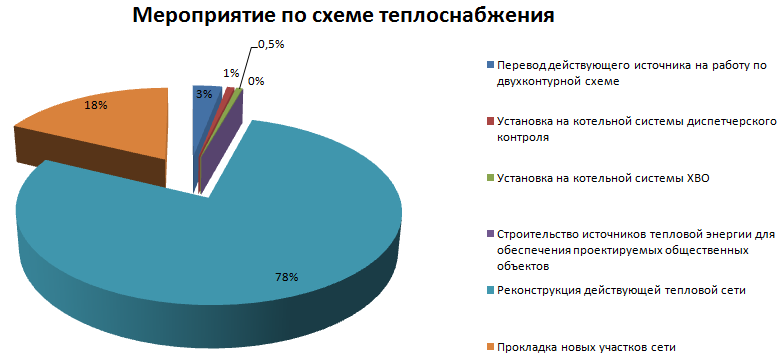 Мероприятие по схеме теплоснабжения
0,5%
1%
0%
3%
18%
78%
Перевод действующего источника на работу по
двухконтурной схеме
Установка на котельной системы диспетчерского
контроля
Установка на котельной системы ХВО
Строительство источников тепловой энергии для
обеспечения проектируемых общественных
объектов
Реконструкция действующей тепловой сети
Прокладка новых участков сети